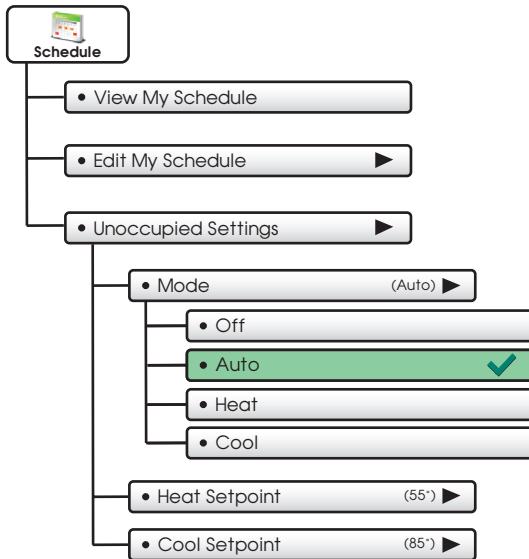 Schedule
• View My Schedule
• Edit My Schedule
• Unoccupied Settings
• Mode (Auto)
• Off
• Auto
• Heat
• Cool
• Heat Setpoint (55°)
• Cool Setpoint (85°)